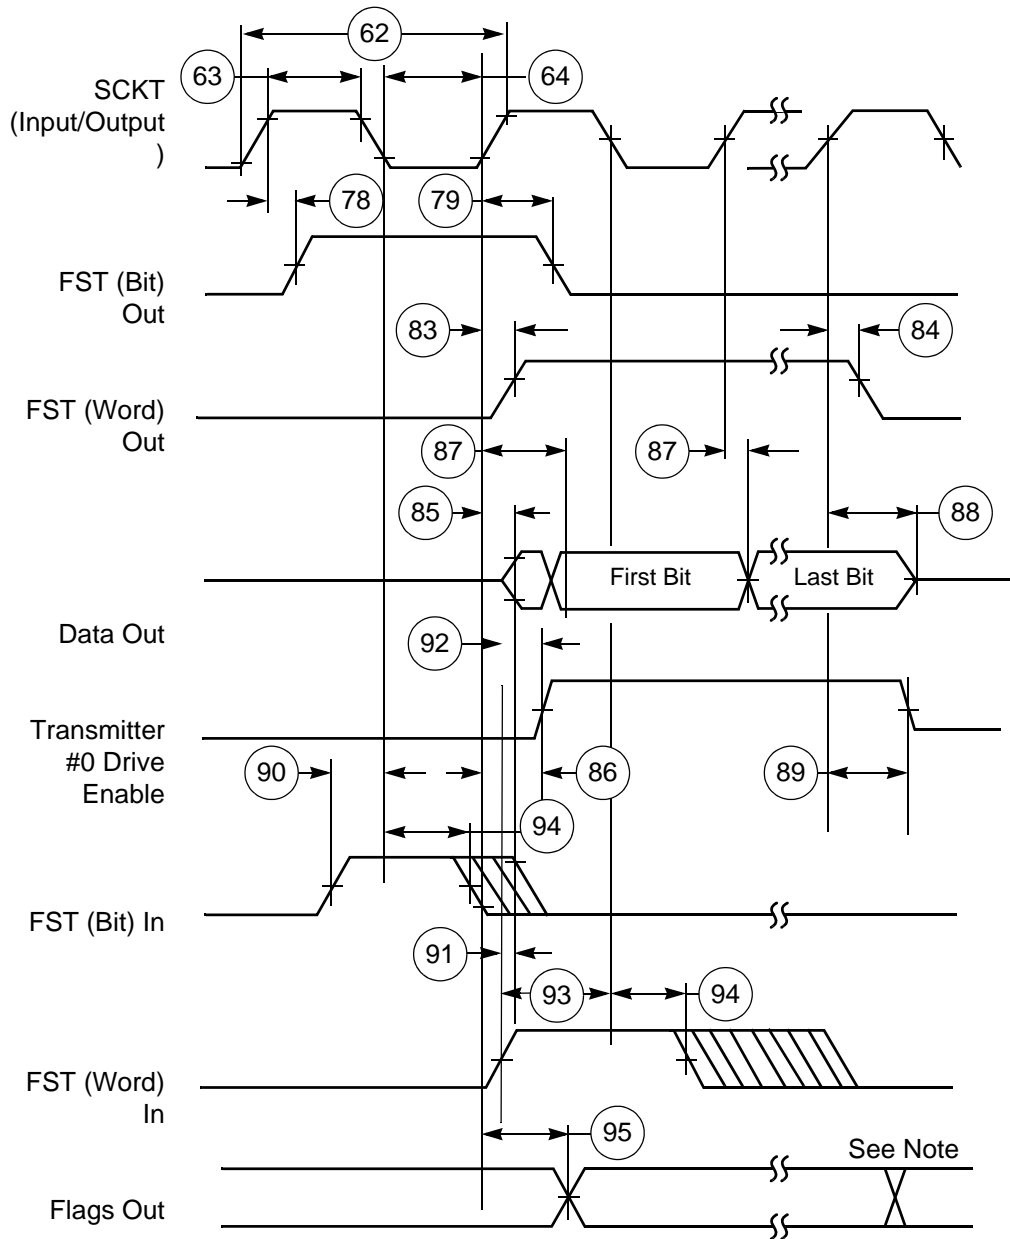 62
63
64
SCKT
(Input/Output
)
78
79
FST (Bit)
Out
83
84
FST (Word)
Out
87
87
85
88
First Bit
Last Bit
Data Out
92
Transmitter
#0 Drive
Enable
90
86
89
94
FST (Bit) In
91
93
94
FST (Word)
In
95
See Note
Flags Out